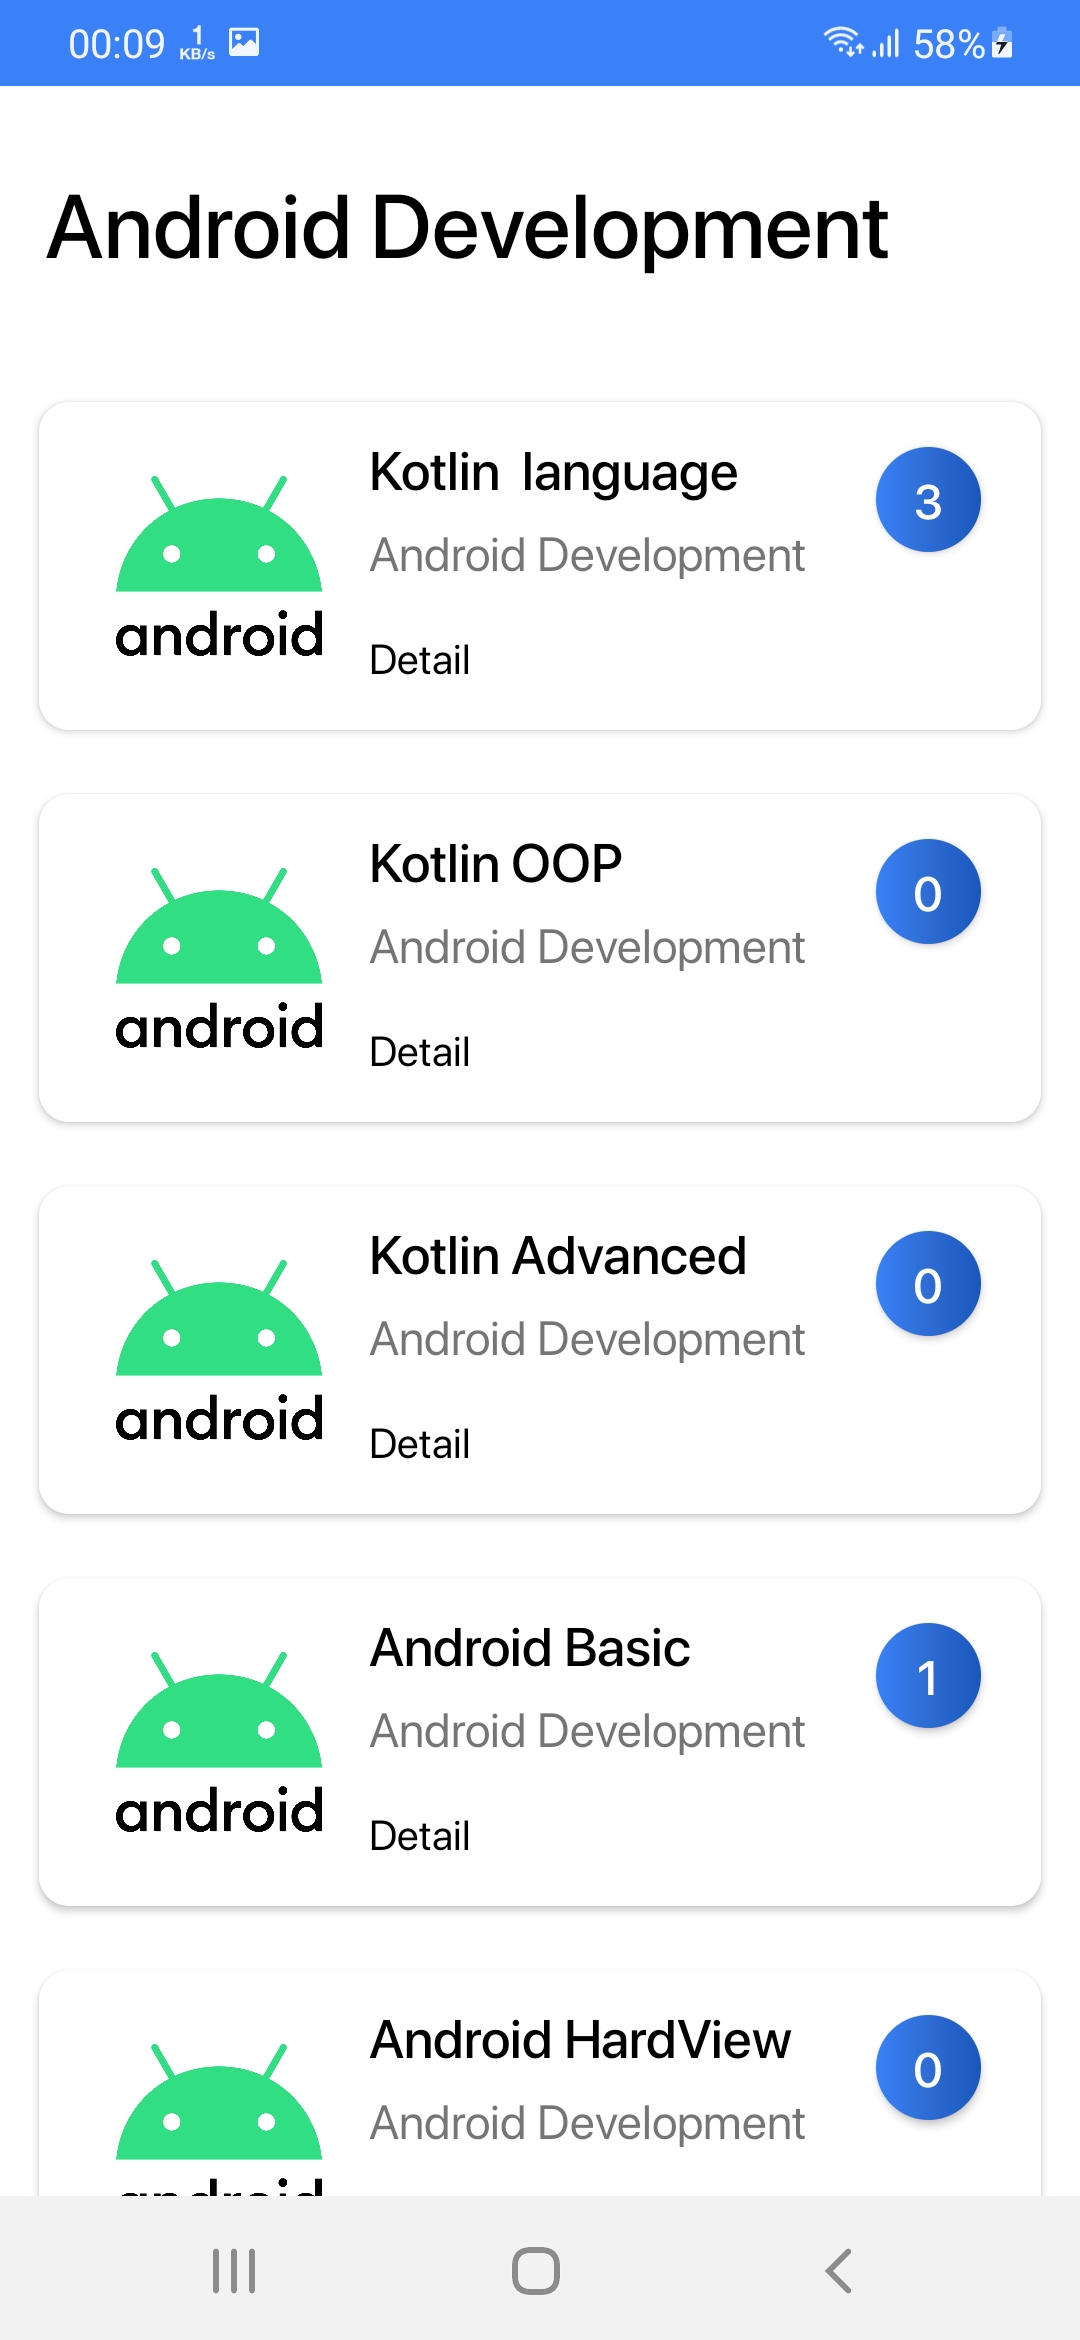 00:09 1 KB/s 58%
Android Development
Kotlin  language
3
Android Development
android
Detail
Kotlin OOP
0
Android Development
android
Detail
Kotlin Advanced
0
Android Development
android
Detail
Android Basic
1
Android Development
android
Detail
Android HardView
0
Android Development
android